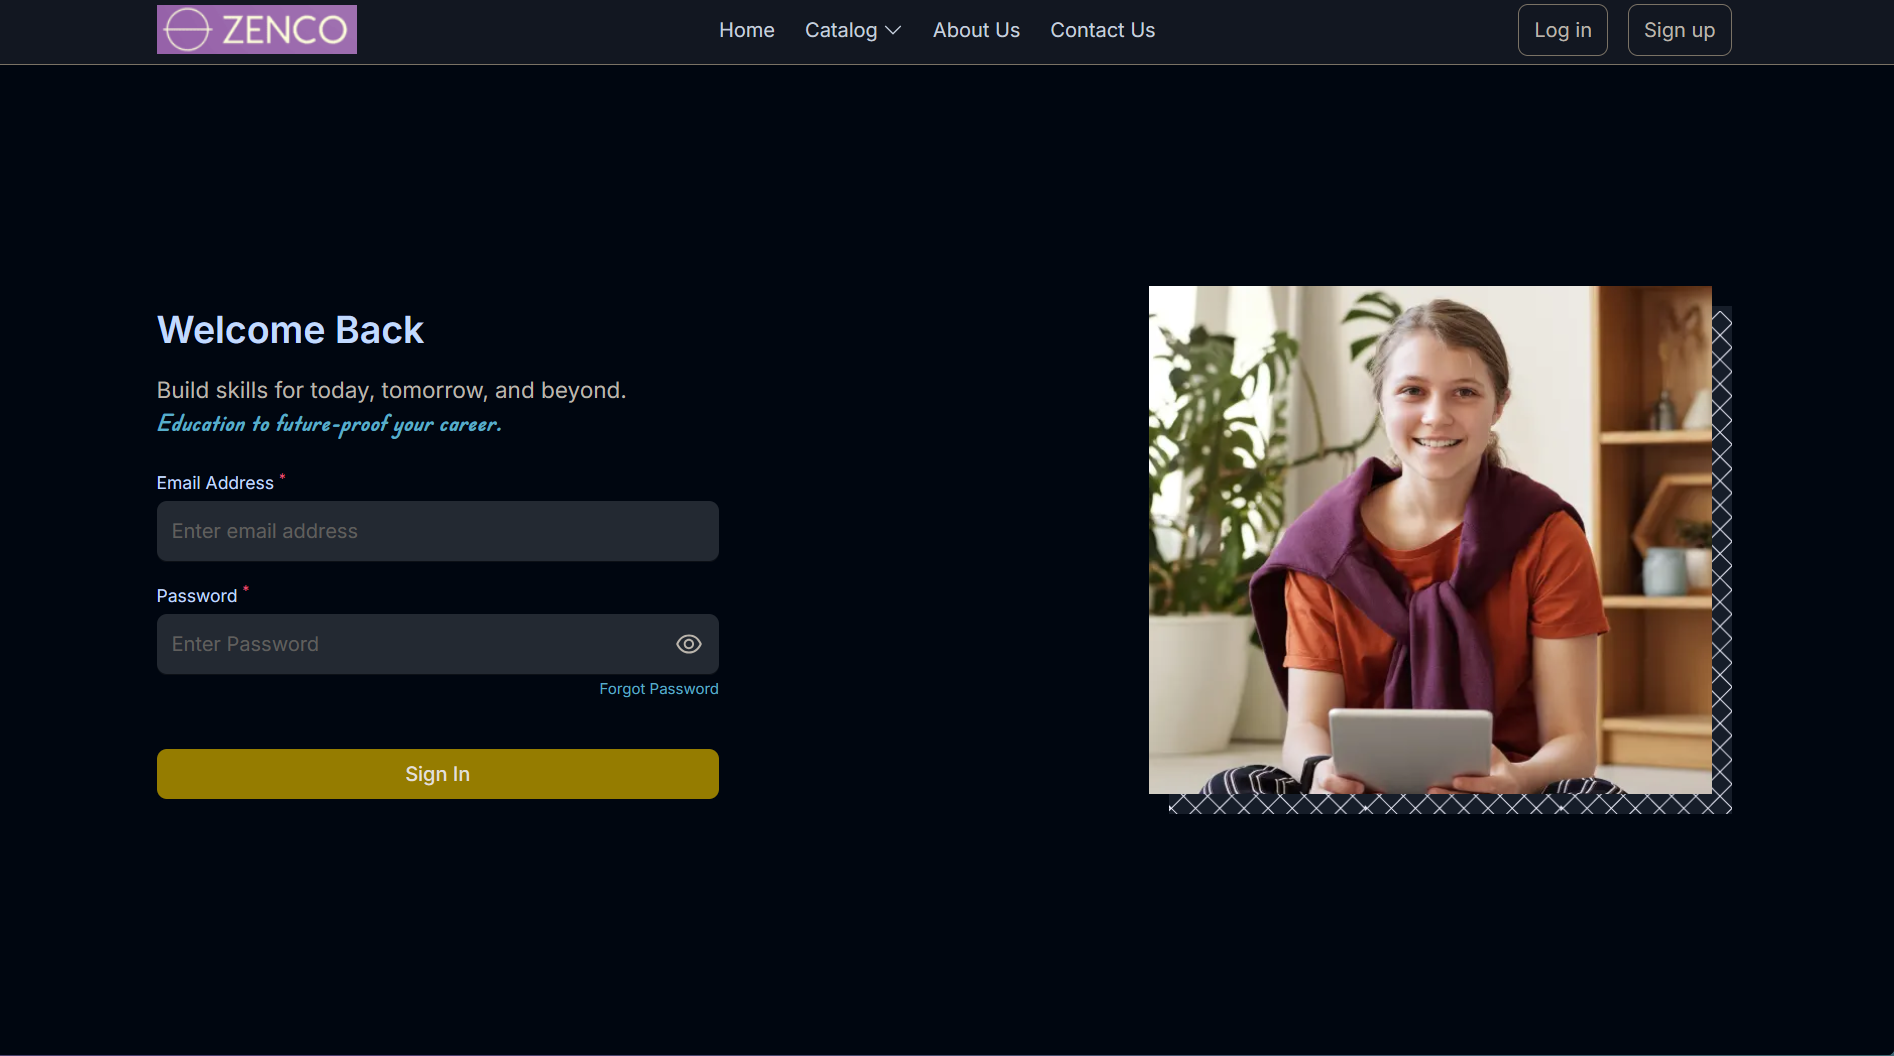 ZENCO
Home
Catalog
About Us
Contact Us
Log in
Sign up
Welcome Back
Build skills for today, tomorrow, and beyond.
Education to future-proof your career.
Email Address *
Enter email address
Password *
Enter Password
Forgot Password
Sign In